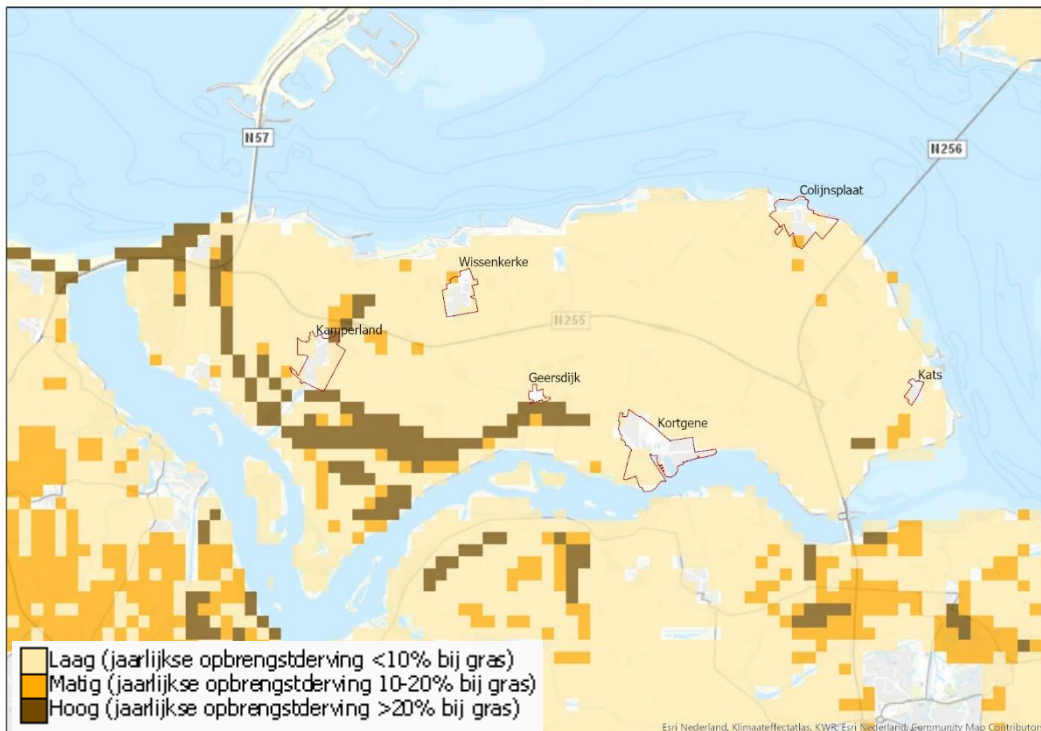 N57
N256
Colijnsplaat
Wissenkerke
N255
Kamperland
Geersdijk
Kats
Kortgene
Laag (jaarlijkse opbrengstderving <10% bij gras)
Matig (jaarlijkse opbrengstderving 10-20% bij gras)
Hoog (jaarlijkse opbrengstderving >20% bij gras)
Esri Nederland, Klimaateffectatlas, KWR, Esri Nederland, Community Map Contributors